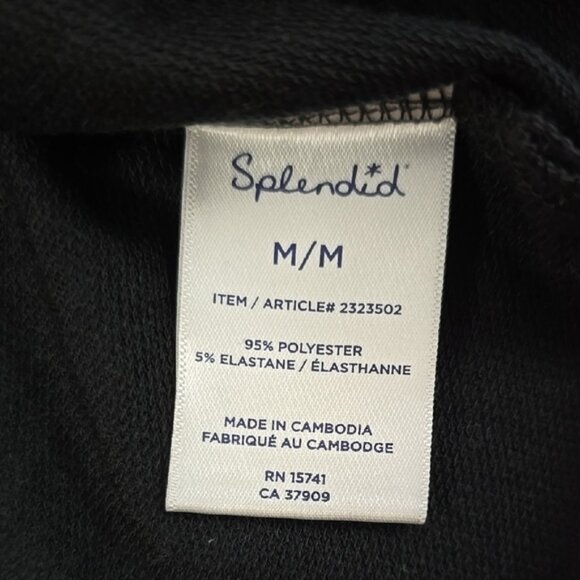 Splendid
M/M
ITEM / ARTICLE# 2323502
95% POLYESTER
5% ELASTANE / ÉLASTHANNE
MADE IN CAMBODIA
FABRIQUÉ AU CAMBODGE
RN 15741
CA 37909